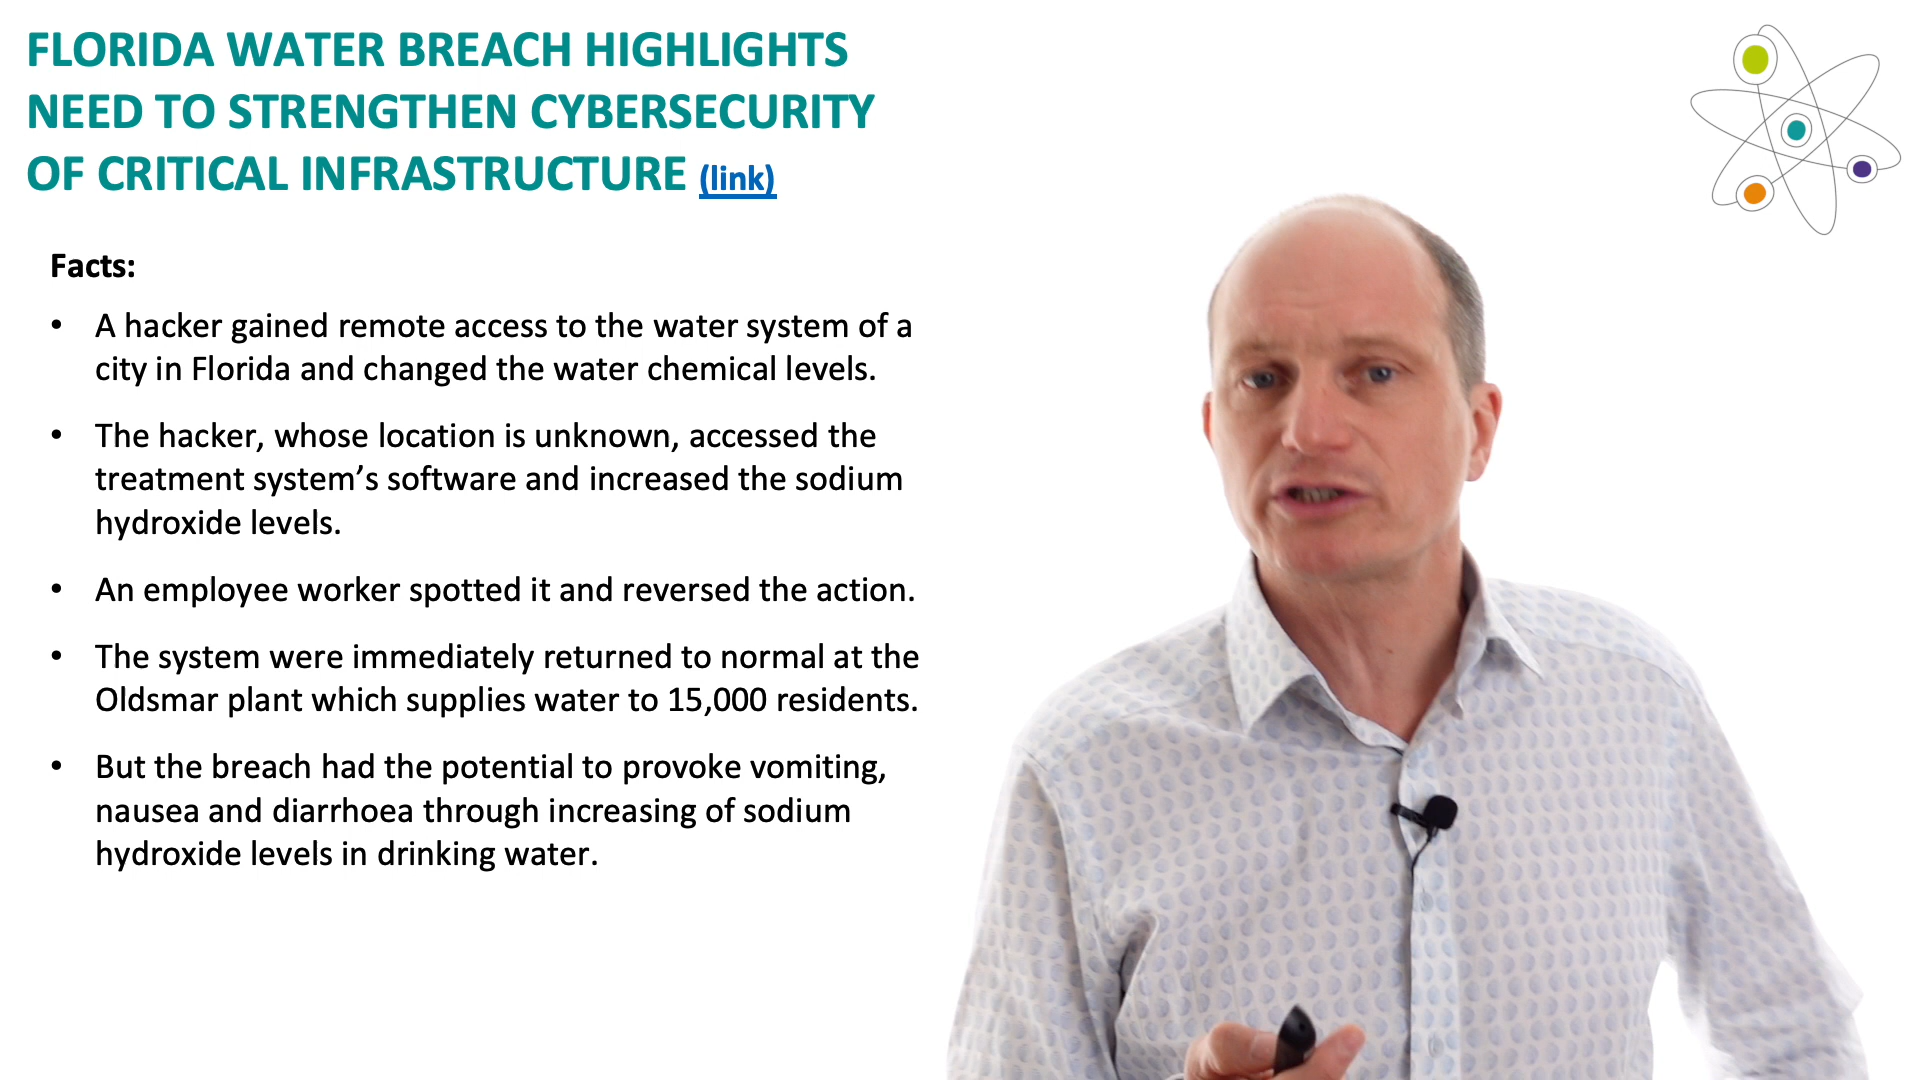 FLORIDA WATER BREACH HIGHLIGHTS
NEED TO STRENGTHEN CYBERSECURITY
OF CRITICAL INFRASTRUCTURE (link)
Facts:
• A hacker gained remote access to the water system of a
city in Florida and changed the water chemical levels.
• The hacker, whose location is unknown, accessed the
treatment system’s software and increased the sodium
hydroxide levels.
• An employee worker spotted it and reversed the action.
• The system were immediately returned to normal at the
Oldsmar plant which supplies water to 15,000 residents.
• But the breach had the potential to provoke vomiting,
nausea and diarrhoea through increasing of sodium
hydroxide levels in drinking water.